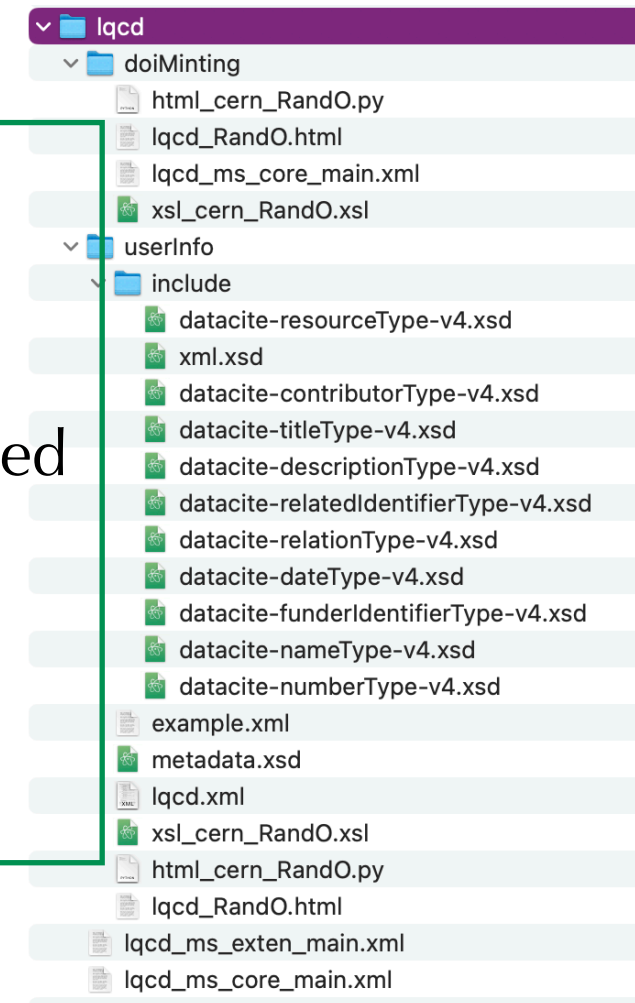 lqcd
doiMinting
html_cern_RandO.py
lqcd_RandO.html
lqcd_ms_core_main.xml
xsl_cern_RandO.xsl
userInfo
include
datacite-resourceType-v4.xsd
xml.xsd
datacite-contributorType-v4.xsd
datacite-titleType-v4.xsd
ed
datacite-descriptionType-v4.xsd
datacite-relatedIdentifierType-v4.xsd
datacite-relationType-v4.xsd
datacite-dateType-v4.xsd
datacite-funderIdentifierType-v4.xsd
datacite-nameType-v4.xsd
datacite-numberType-v4.xsd
example.xml
metadata.xsd
lqcd.xml
xsl_cern_RandO.xsl
html_cern_RandO.py
lqcd_RandO.html
lqcd_ms_exten_main.xml
lqcd_ms_core_main.xml